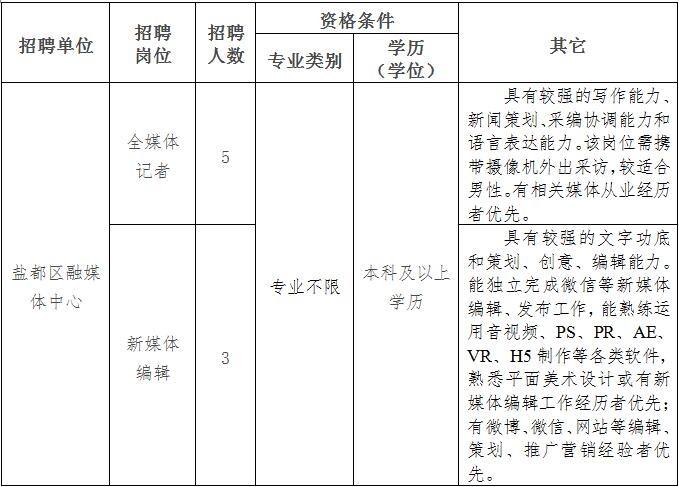 招聘单位
招聘
岗位
招聘
人数
资格条件
专业类别
学历
（学位）
其它
盐都区融媒
体中心
全媒体
记者
5
专业不限
本科及以上
学历
具有较强的写作能力、
新闻策划、采编协调能力和
语言表达能力。该岗位需携
带摄像机外出采访，较适合
男性。有相关媒体从业经历
者优先。
新媒体
编辑
3
具有较强的文字功底
和策划、创意、编辑能力。
能独立完成微信等新媒体
编辑、发布工作，能熟练运
用音视频、PS、PR、AE、
VR、H5 制作等各类软件，
熟悉平面美术设计或有新
媒体编辑工作经历者优先；
有微博、微信、网站等编辑、
策划、推广营销经验者优
先。